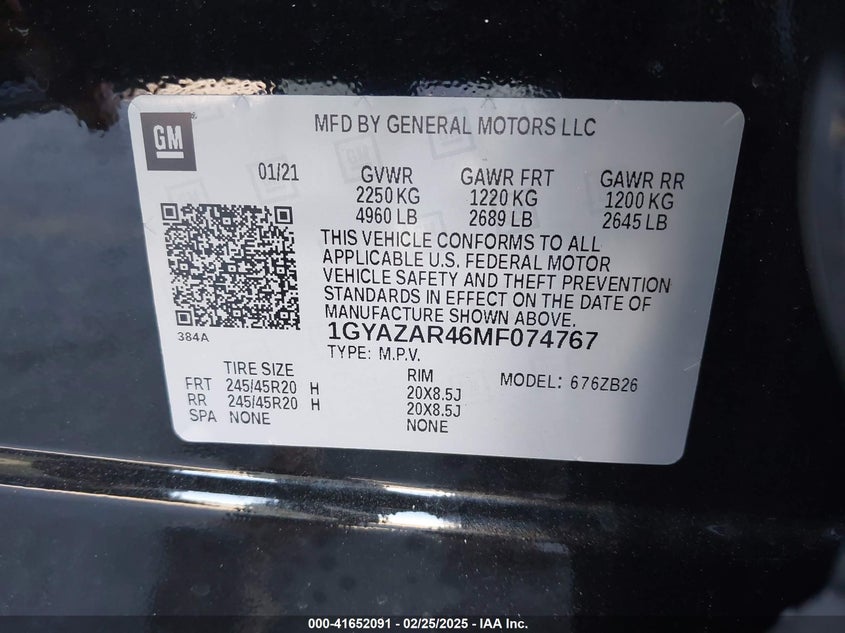 GM
MFD BY GENERAL MOTORS LLC
01/21
GVWR GAWR FRT GAWR RR
2250 KG 1220 KG 1200 KG
4960 LB 2689 LB 2645 LB
THIS VEHICLE CONFORMS TO ALL
APPLICABLE U.S. FEDERAL MOTOR
VEHICLE SAFETY AND THEFT PREVENTION
STANDARDS IN EFFECT ON THE DATE OF
MANUFACTURE SHOWN ABOVE.
384A
1GYAZAR46MF074767
TYPE: M.P.V.
TIRE SIZE RIM MODEL: 676ZB26
FRT 245/45R20 H 20X8.5J
RR 245/45R20 H 20X8.5J
SPA NONE NONE
000-41652091 - 02/25/2025 - IAA Inc.